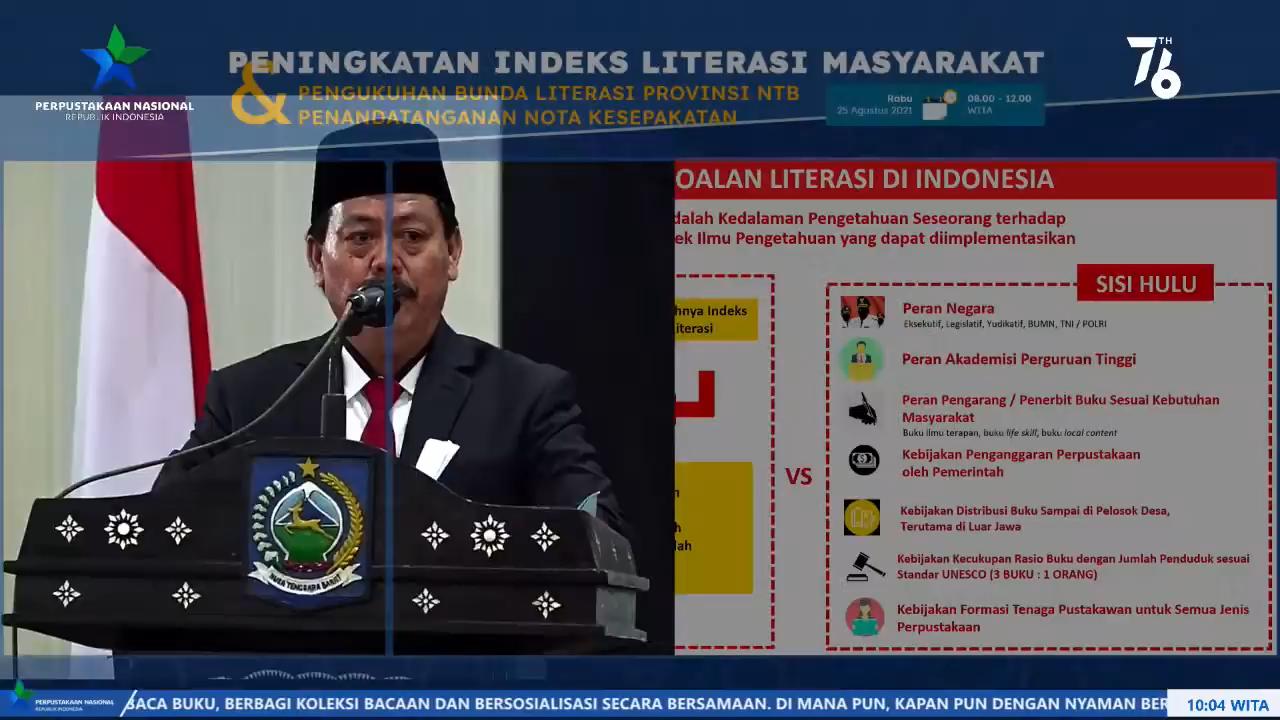 PERPUSTAKAAN NASIONAL
REPUBLIK INDONESIA
PENINGKATAN INDEKS LITERASI MASYARAKAT
& PENGUKUHAN BUNDA LITERASI PROVINSI NTB
PENANDATANGANAN NOTA KESEPAKATAN
Rabu
25 Agustus 2021
08.00 - 12.00
WITA
76TH
OALAN LITERASI DI INDONESIA
dalah Kedalaman Pengetahuan Seseorang terhadap
ek Ilmu Pengetahuan yang dapat diimplementasikan
hnya Indeks
iterasi
n
h
lah
VS
SISI HULU
Peran Negara
Eksekutif, Legislatif, Yudikatif, BUMN, TNI / POLRI
Peran Akademisi Perguruan Tinggi
Peran Pengarang / Penerbit Buku Sesuai Kebutuhan
Masyarakat
Buku ilmu terapan, buku life skill, buku local content
Kebijakan Penganggaran Perpustakaan
oleh Pemerintah
Kebijakan Distribusi Buku Sampai di Pelosok Desa,
Terutama di Luar Jawa
Kebijakan Kecukupan Rasio Buku dengan Jumlah Penduduk sesuai
Standar UNESCO (3 BUKU : 1 ORANG)
Kebijakan Formasi Tenaga Pustakawan untuk Semua Jenis
Perpustakaan
NUSA TENGGARA BARAT
PERPUSTAKAAN NASIONAL
REPUBLIK INDONESIA
BACA BUKU, BERBAGI KOLEKSI BACAAN DAN BERSOSIALISASI SECARA BERSAMAAN. DI MANA PUN, KAPAN PUN DENGAN NYAMAN BER
10:04 WITA